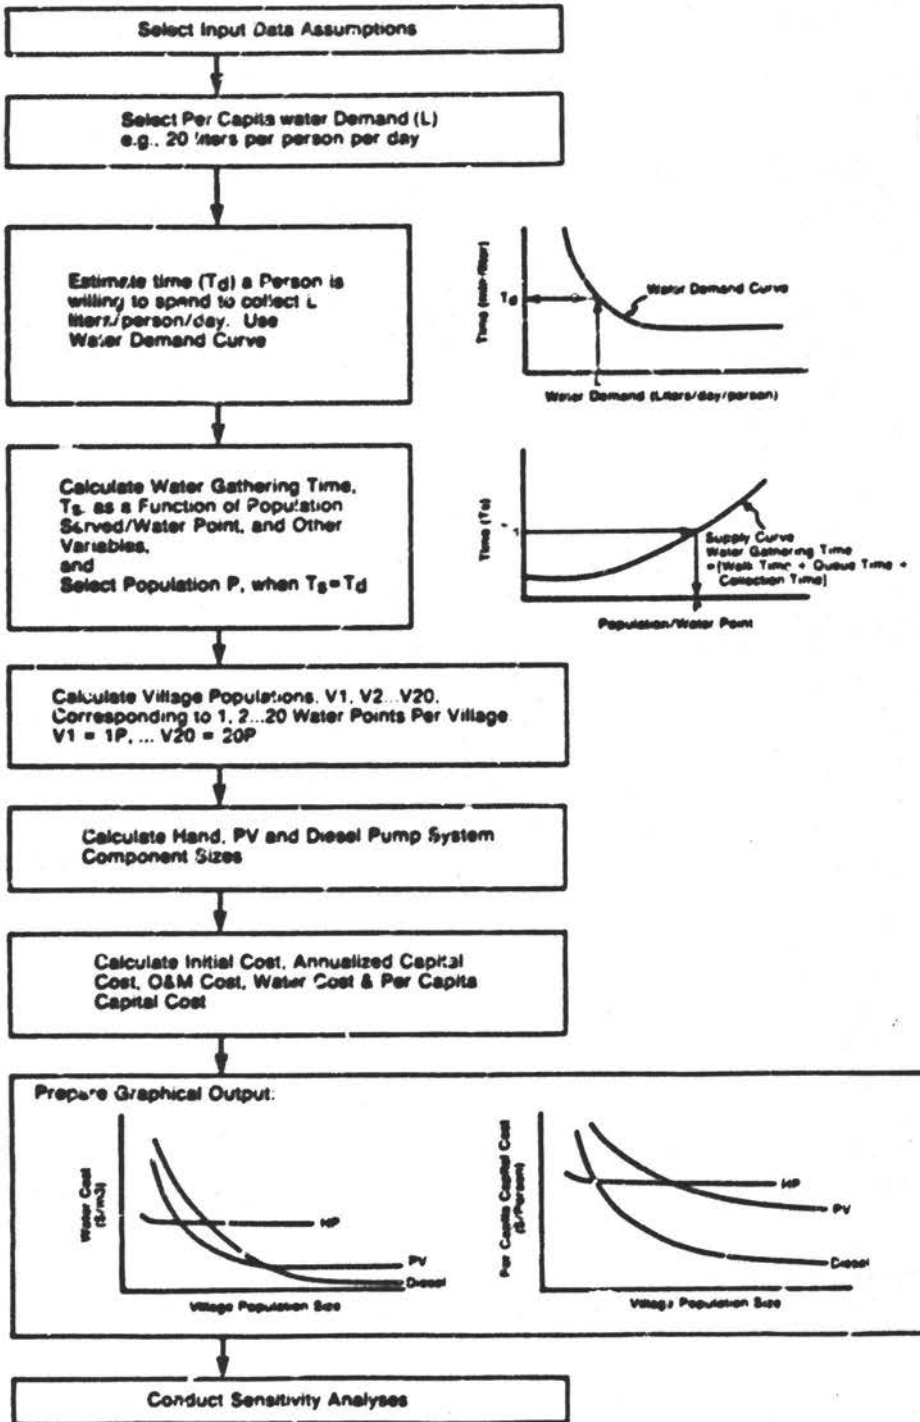 Select Input Data Assumptions
Select Per Capita water Demand (L)
e.g., 20 liters per person per day
Estimate time (Td) a Person is
willing to spend to collect L
liters/person/day. Use
Water Demand Curve
Time (min/liter)
Td
Water Demand Curve
Water Demand (Liters/day/person)
Calculate Water Gathering Time,
Ts, as a Function of Population
Served/Water Point, and Other
Variables,
and
Select Population P, when Ts=Td
Time (Ts)
Supply Curve
Water Gathering Time
=[Walk Time + Queue Time +
Collection Time]
Population/Water Point
Calculate Village Populations, V1, V2...V20,
Corresponding to 1, 2...20 Water Points Per Village
V1 = 1P, ... V20 = 20P
Calculate Hand, PV and Diesel Pump System
Component Sizes
Calculate Initial Cost, Annualized Capital
Cost, O&M Cost, Water Cost & Per Capita
Capital Cost
Prepare Graphical Output:
Water Cost
($/m3)
HP
PV
Diesel
Village Population Size
Per Capita Capital Cost
($/Person)
HP
PV
Diesel
Village Population Size
Conduct Sensitivity Analyses